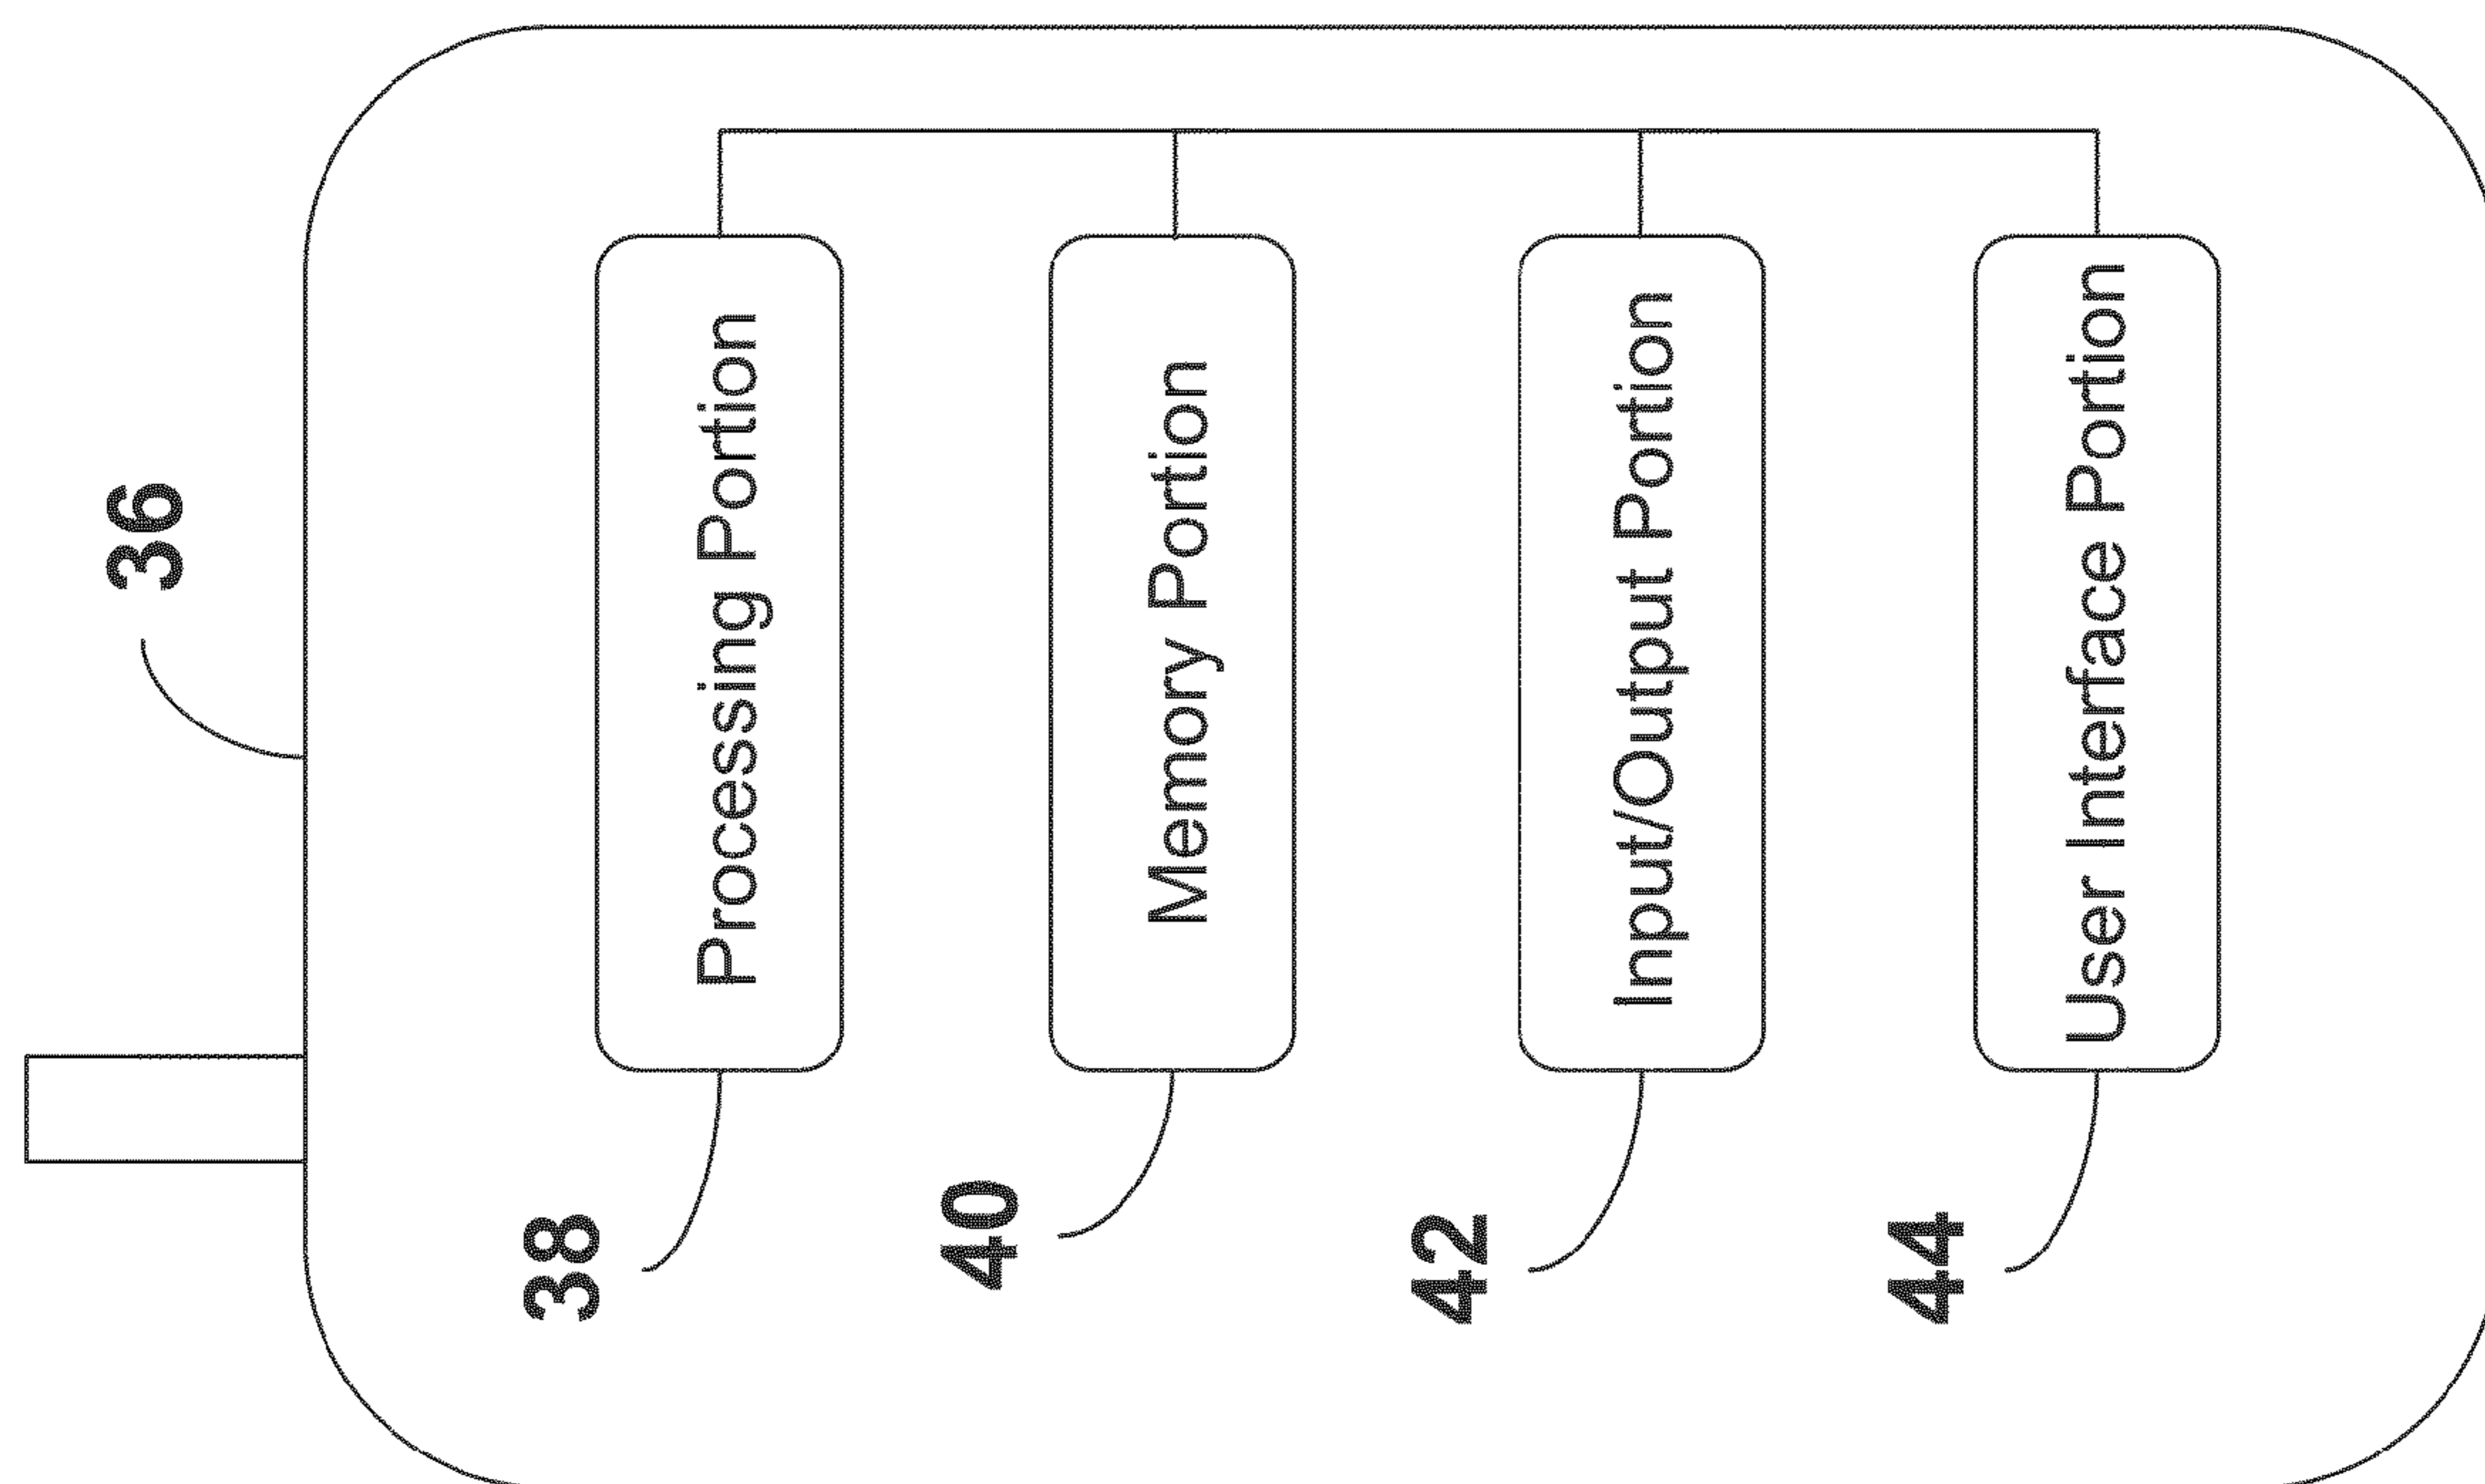 36
Processing Portion
38
Memory Portion
40
Input/Output Portion
42
User Interface Portion
44